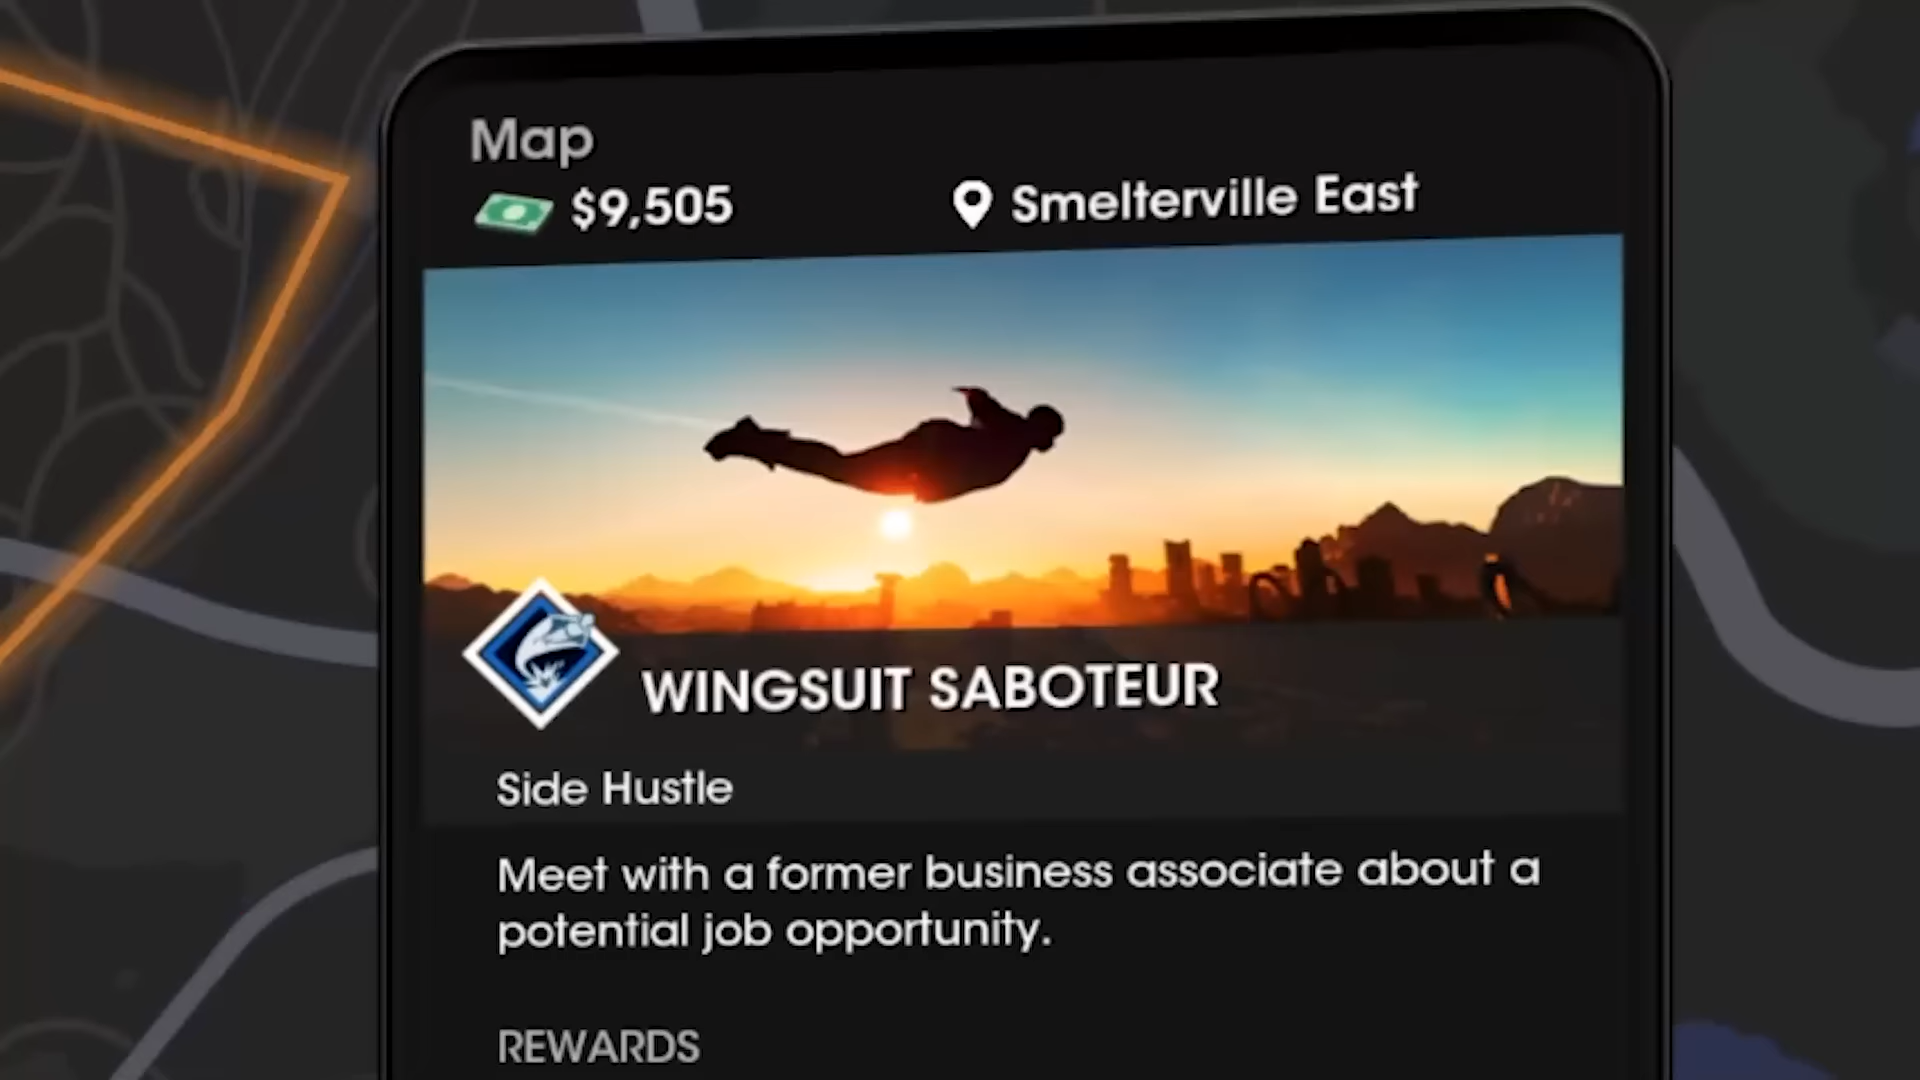 Map
$9,505
Smelterville East
WINGSUIT SABOTEUR
Side Hustle
Meet with a former business associate about a
potential job opportunity.
REWARDS